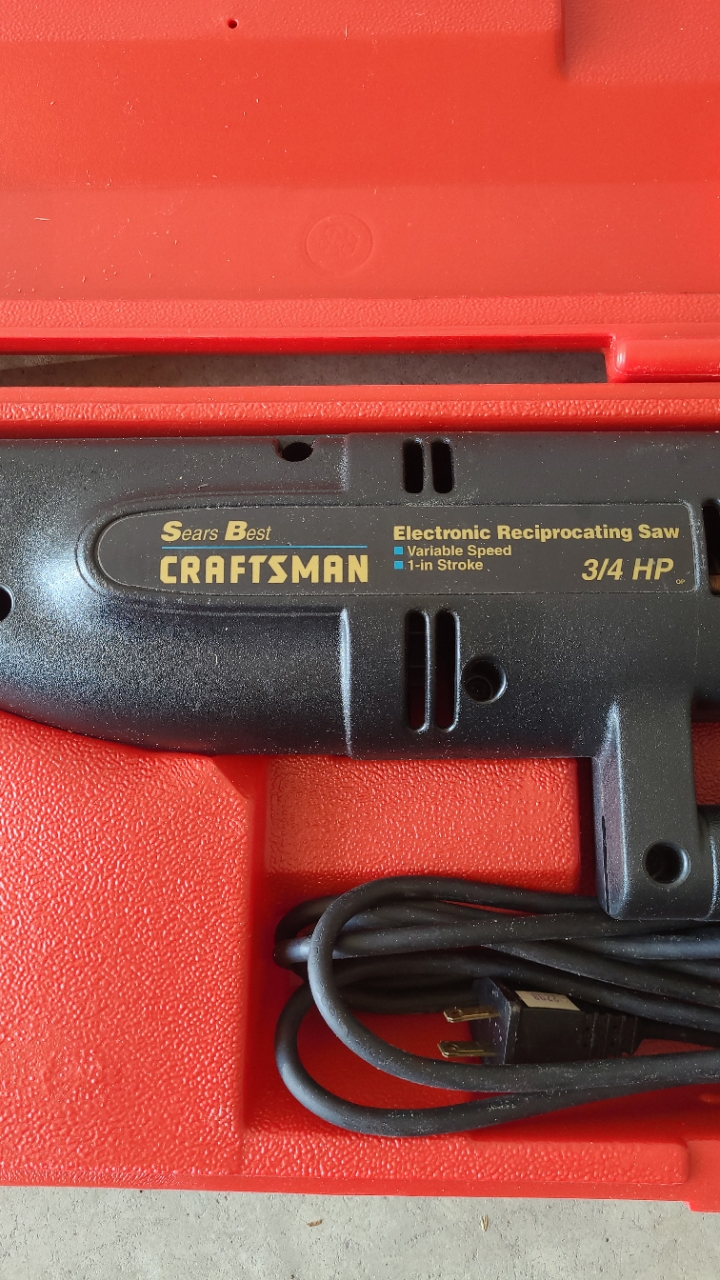 Sears Best
CRAFTSMAN
Electronic Reciprocating Saw
Variable Speed
1-in Stroke
3/4 HP